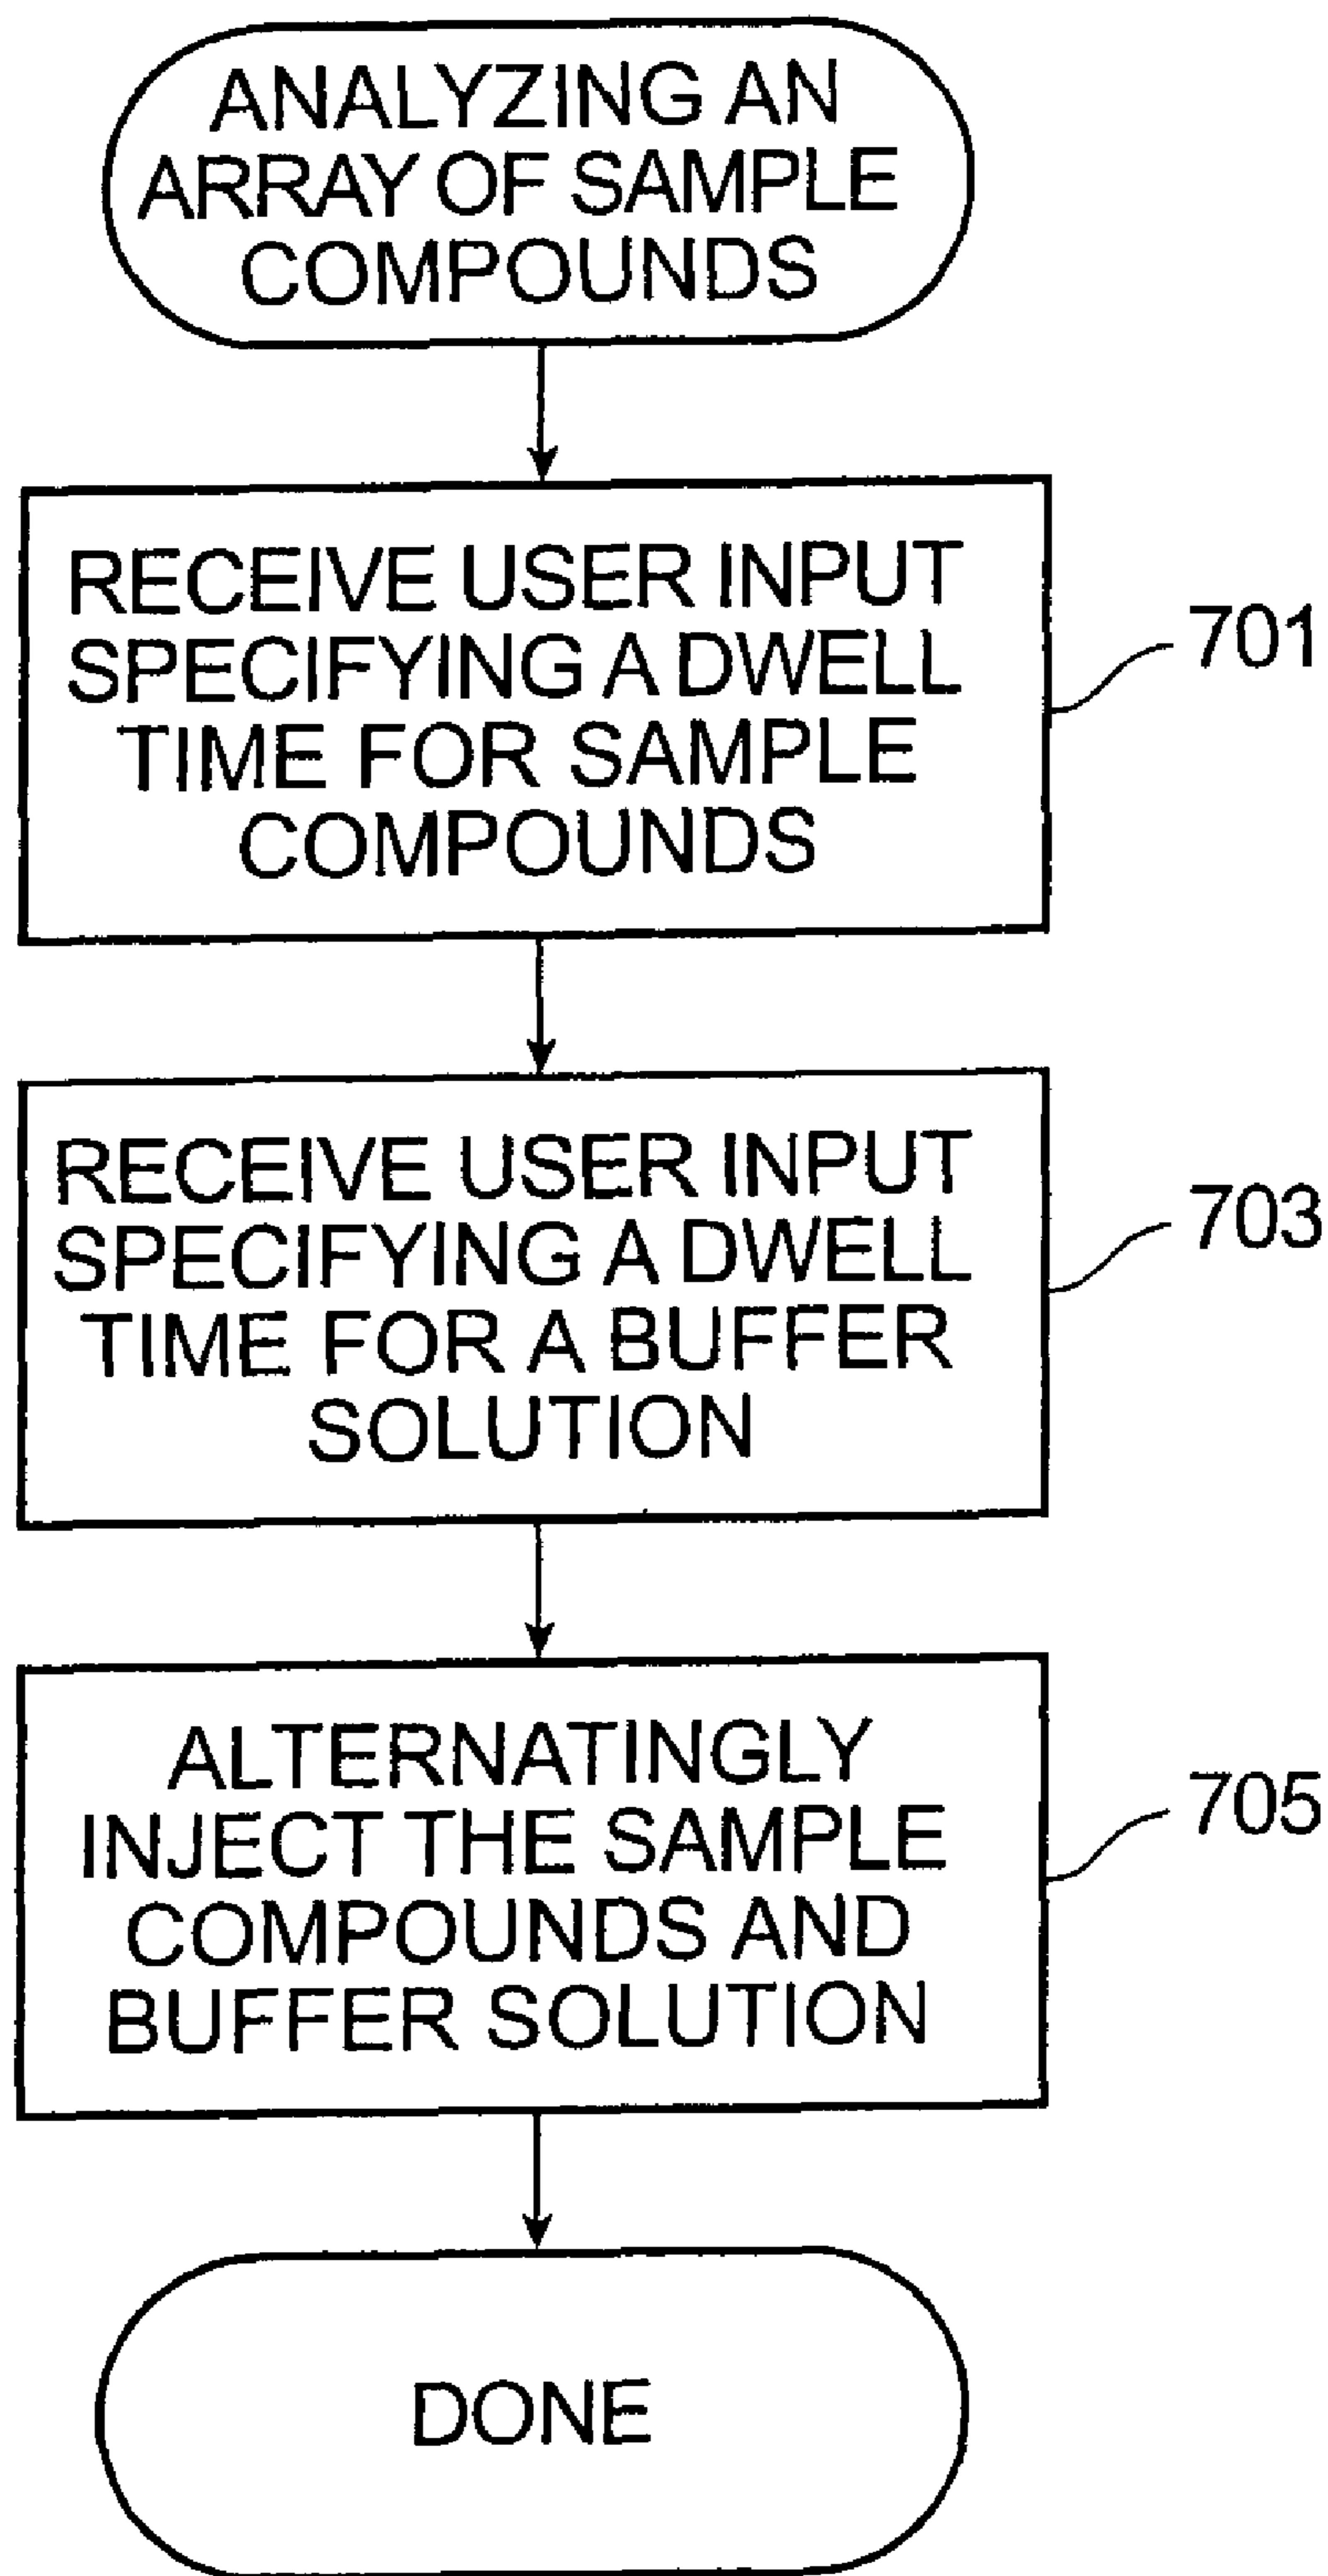 ANALYZING AN
ARRAY OF SAMPLE
COMPOUNDS
RECEIVE USER INPUT
SPECIFYING A DWELL
TIME FOR SAMPLE
COMPOUNDS
701
RECEIVE USER INPUT
SPECIFYING A DWELL
TIME FOR A BUFFER
SOLUTION
703
ALTERNATINGLY
INJECT THE SAMPLE
COMPOUNDS AND
BUFFER SOLUTION
705
DONE